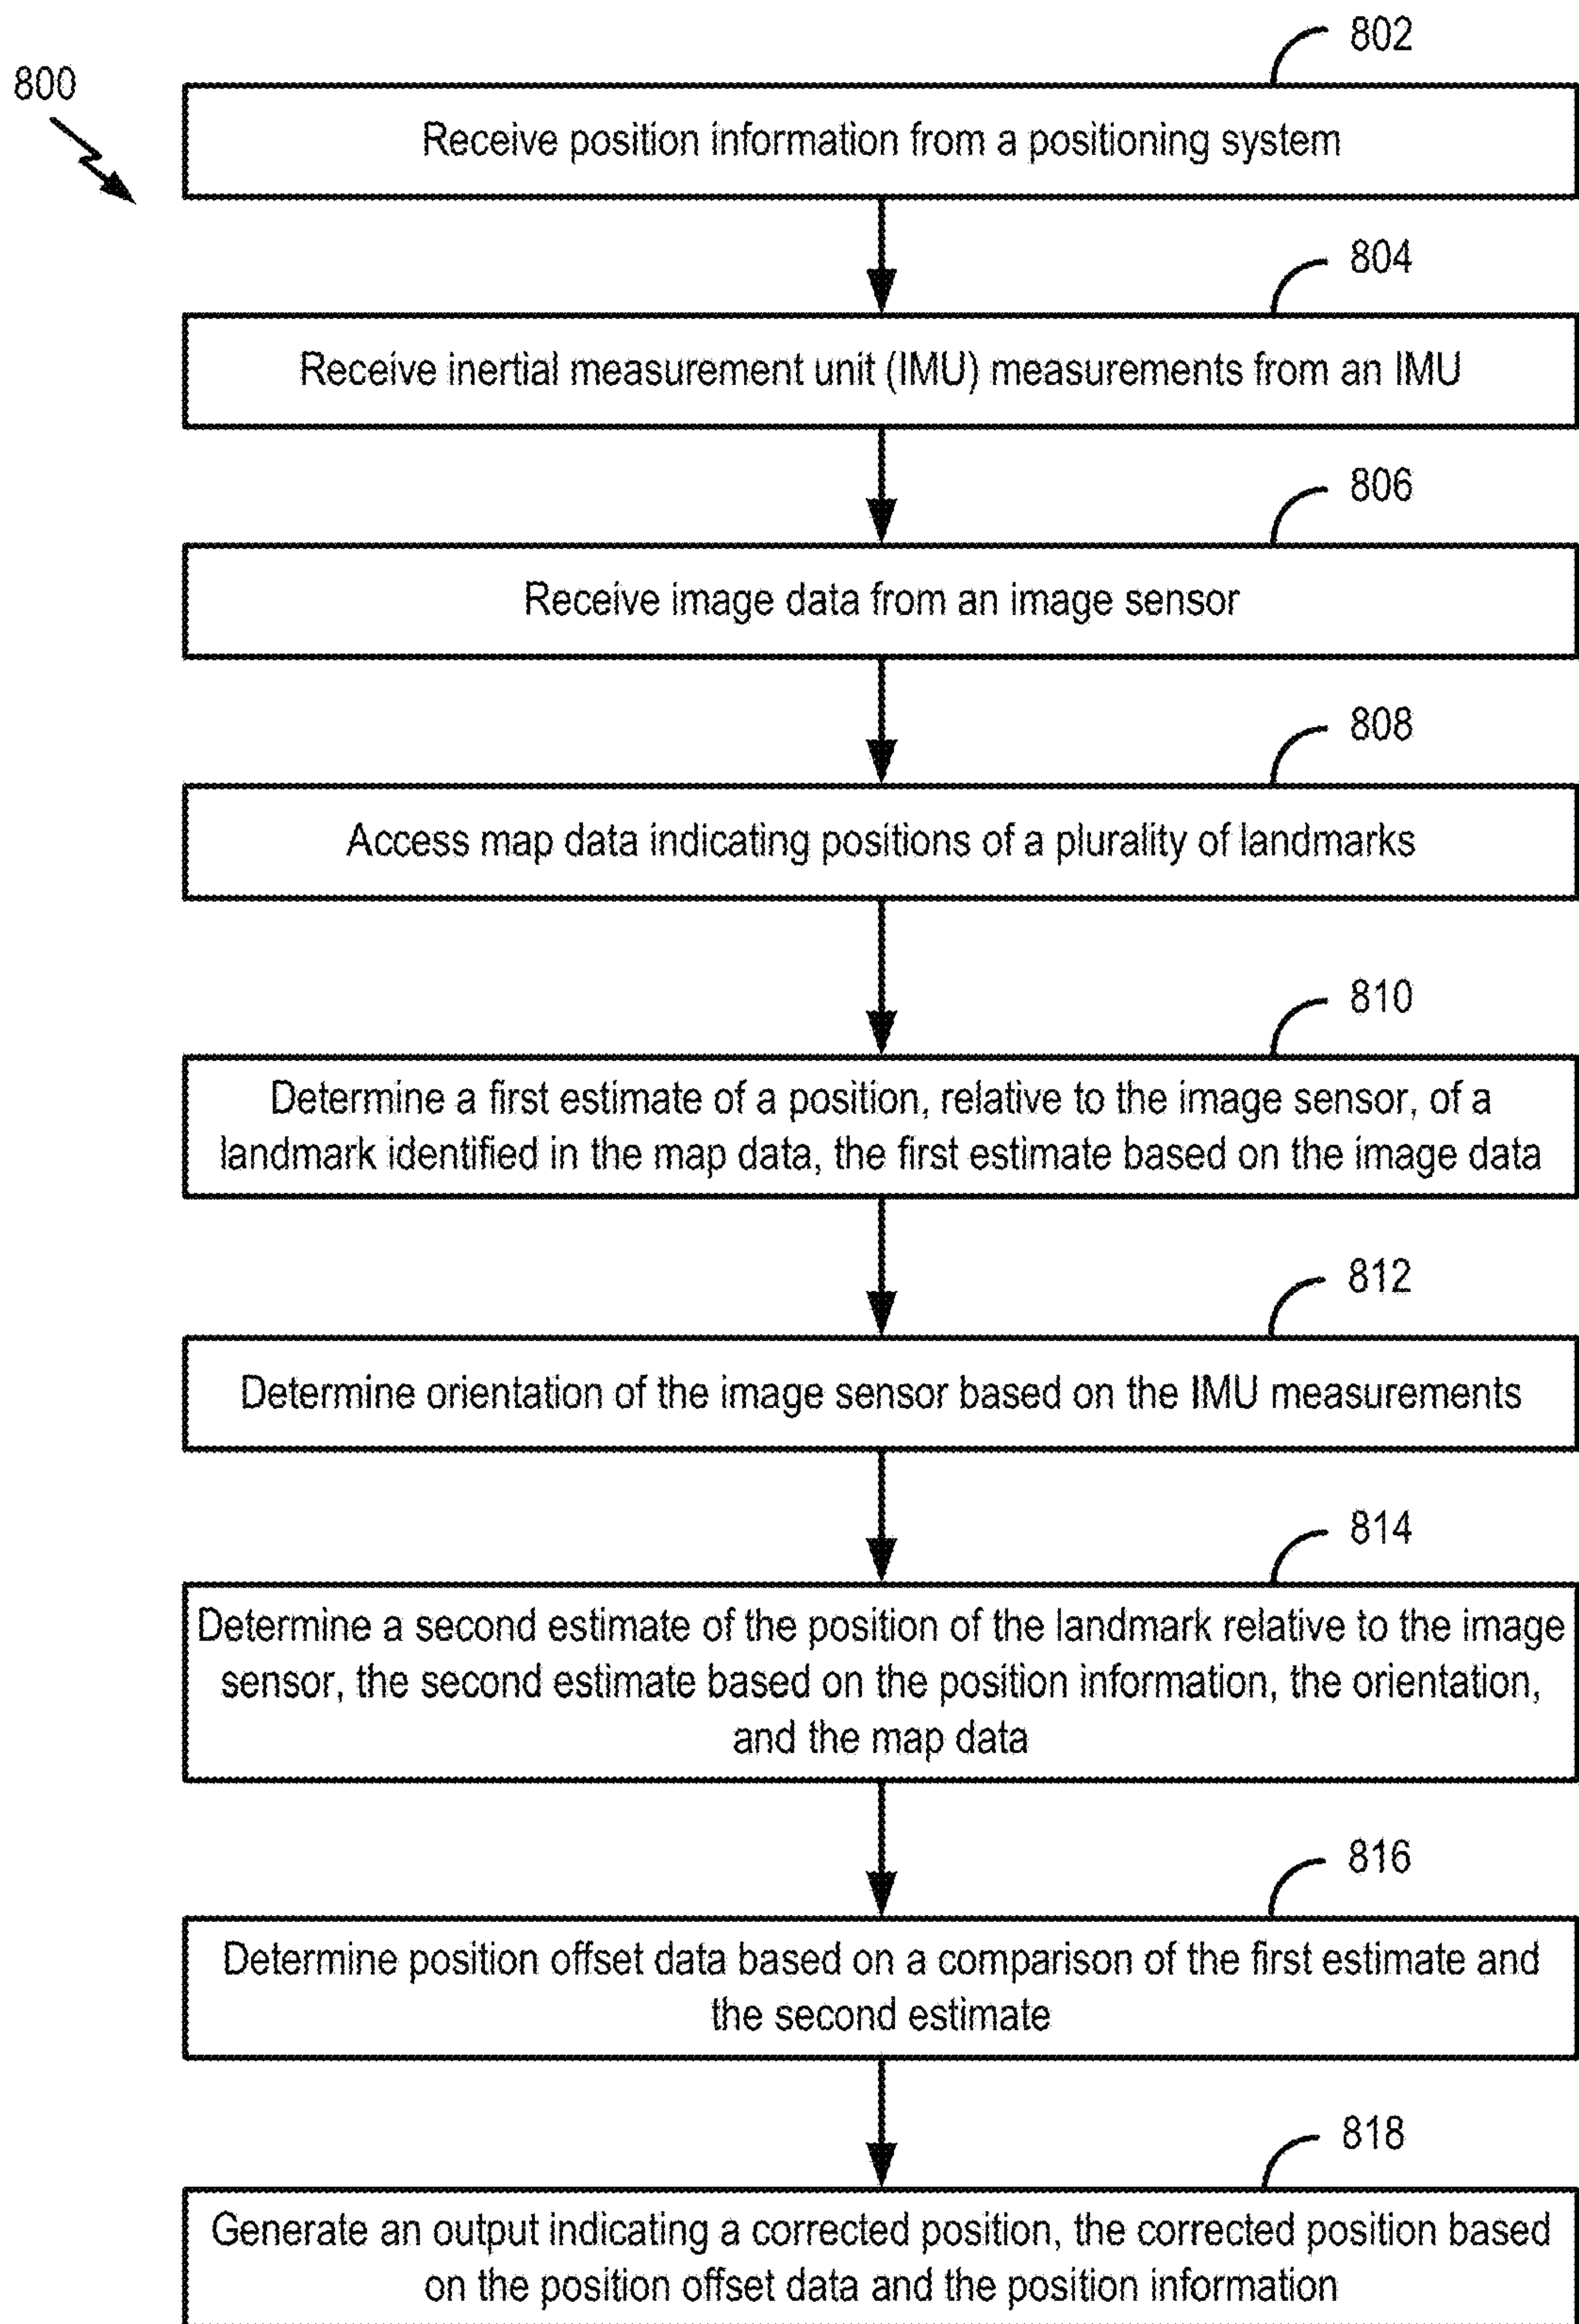 802
800
Receive position information from a positioning system
804
Receive inertial measurement unit (IMU) measurements from an IMU
806
Receive image data from an image sensor
808
Access map data indicating positions of a plurality of landmarks
810
Determine a first estimate of a position, relative to the image sensor, of a
landmark identified in the map data, the first estimate based on the image data
812
Determine orientation of the image sensor based on the IMU measurements
814
Determine a second estimate of the position of the landmark relative to the image
sensor, the second estimate based on the position information, the orientation,
and the map data
816
Determine position offset data based on a comparison of the first estimate and
the second estimate
818
Generate an output indicating a corrected position, the corrected position based
on the position offset data and the position information